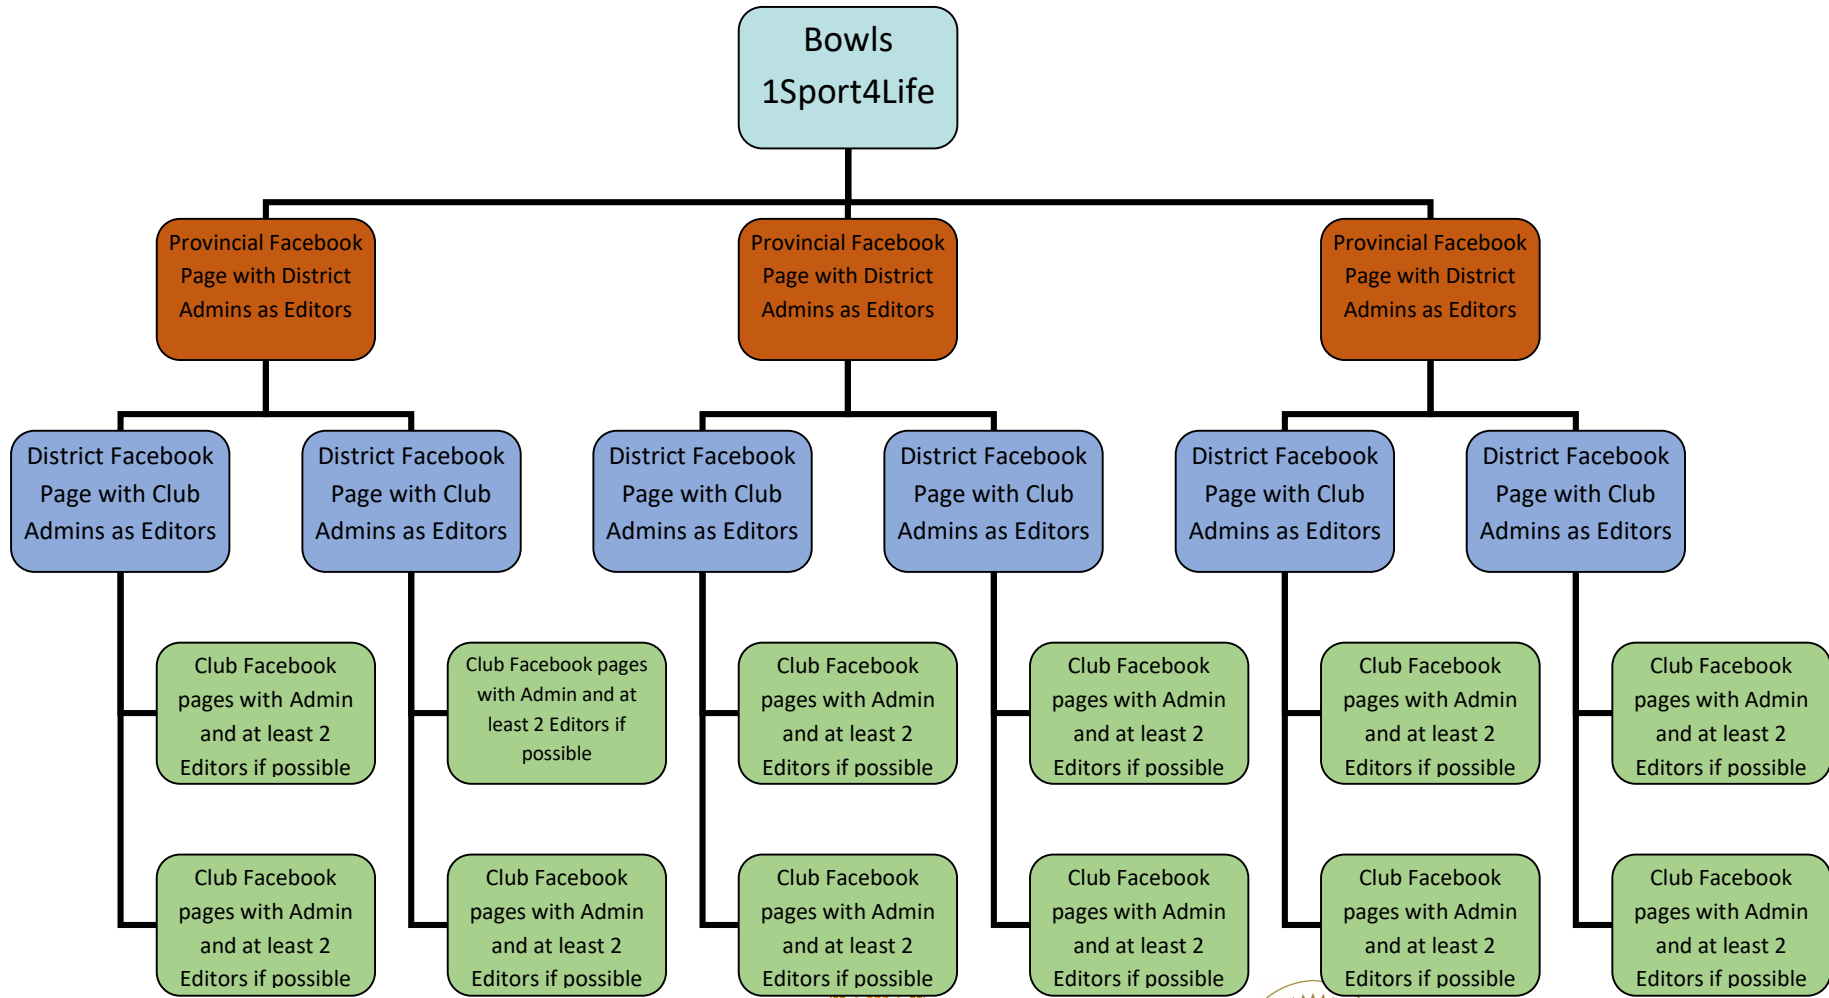 Bowls
1Sport4Life
Provincial Facebook
Page with District
Admins as Editors
Provincial Facebook
Page with District
Admins as Editors
Provincial Facebook
Page with District
Admins as Editors
District Facebook
Page with Club
Admins as Editors
District Facebook
Page with Club
Admins as Editors
District Facebook
Page with Club
Admins as Editors
District Facebook
Page with Club
Admins as Editors
District Facebook
Page with Club
Admins as Editors
District Facebook
Page with Club
Admins as Editors
Club Facebook
pages with Admin
and at least 2
Editors if possible
Club Facebook pages
with Admin and at
least 2 Editors if
possible
Club Facebook
pages with Admin
and at least 2
Editors if possible
Club Facebook
pages with Admin
and at least 2
Editors if possible
Club Facebook
pages with Admin
and at least 2
Editors if possible
Club Facebook
pages with Admin
and at least 2
Editors if possible
Club Facebook
pages with Admin
and at least 2
Editors if possible
Club Facebook
pages with Admin
and at least 2
Editors if possible
Club Facebook
pages with Admin
and at least 2
Editors if possible
Club Facebook
pages with Admin
and at least 2
Editors if possible
Club Facebook
pages with Admin
and at least 2
Editors if possible
Club Facebook
pages with Admin
and at least 2
Editors if possible